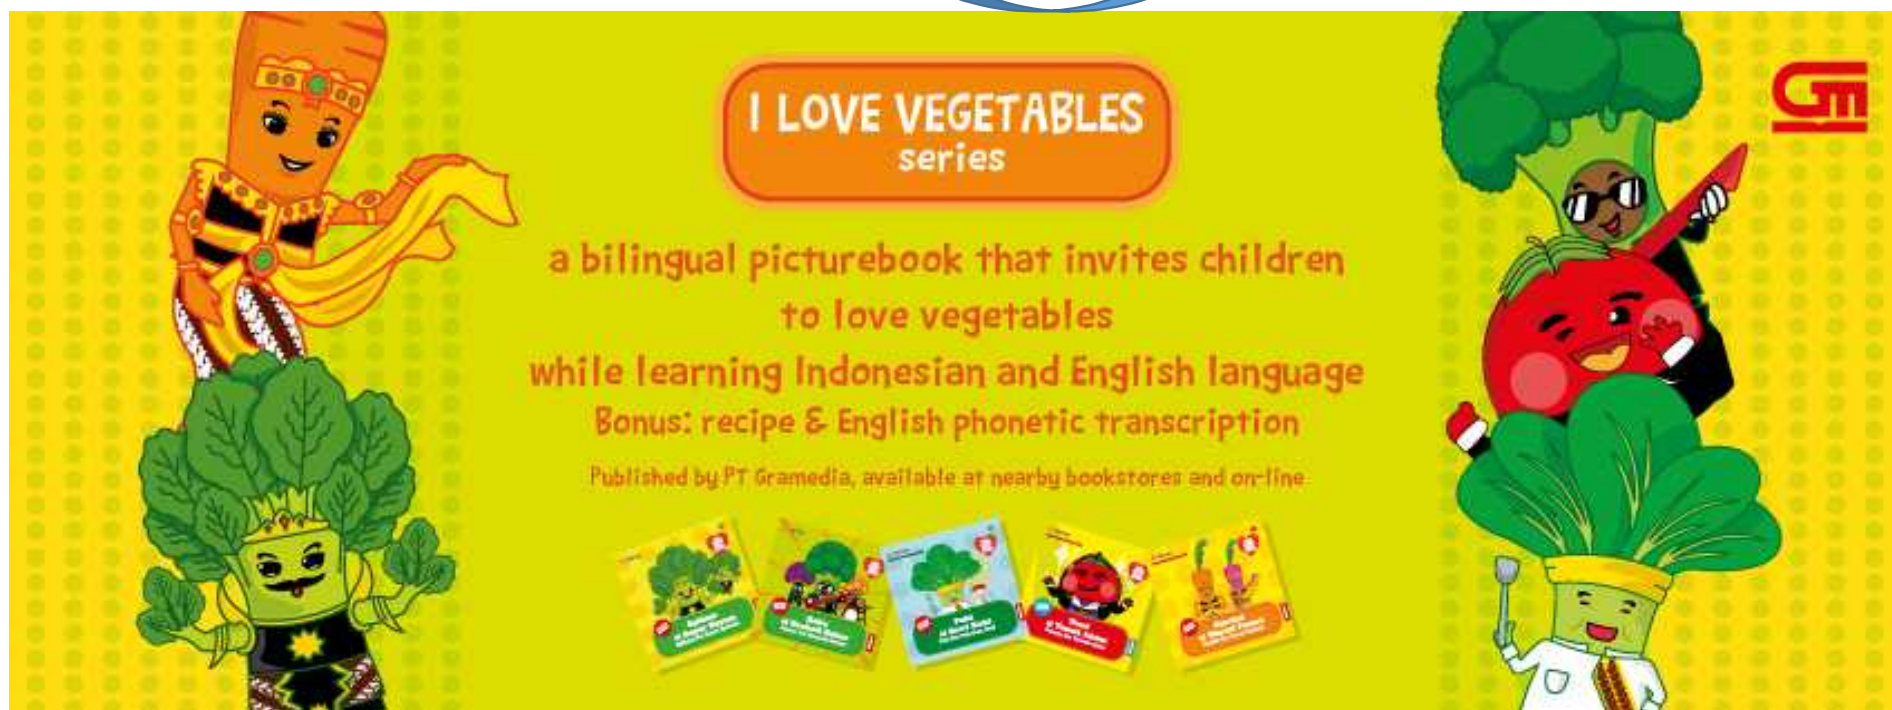 I LOVE VEGETABLES
series
a bilingual picturebook that invites children
to love vegetables
while learning Indonesian and English language
Bonus: recipe & English phonetic transcription
Published by PT Gramedia, available at nearby bookstores and on-line